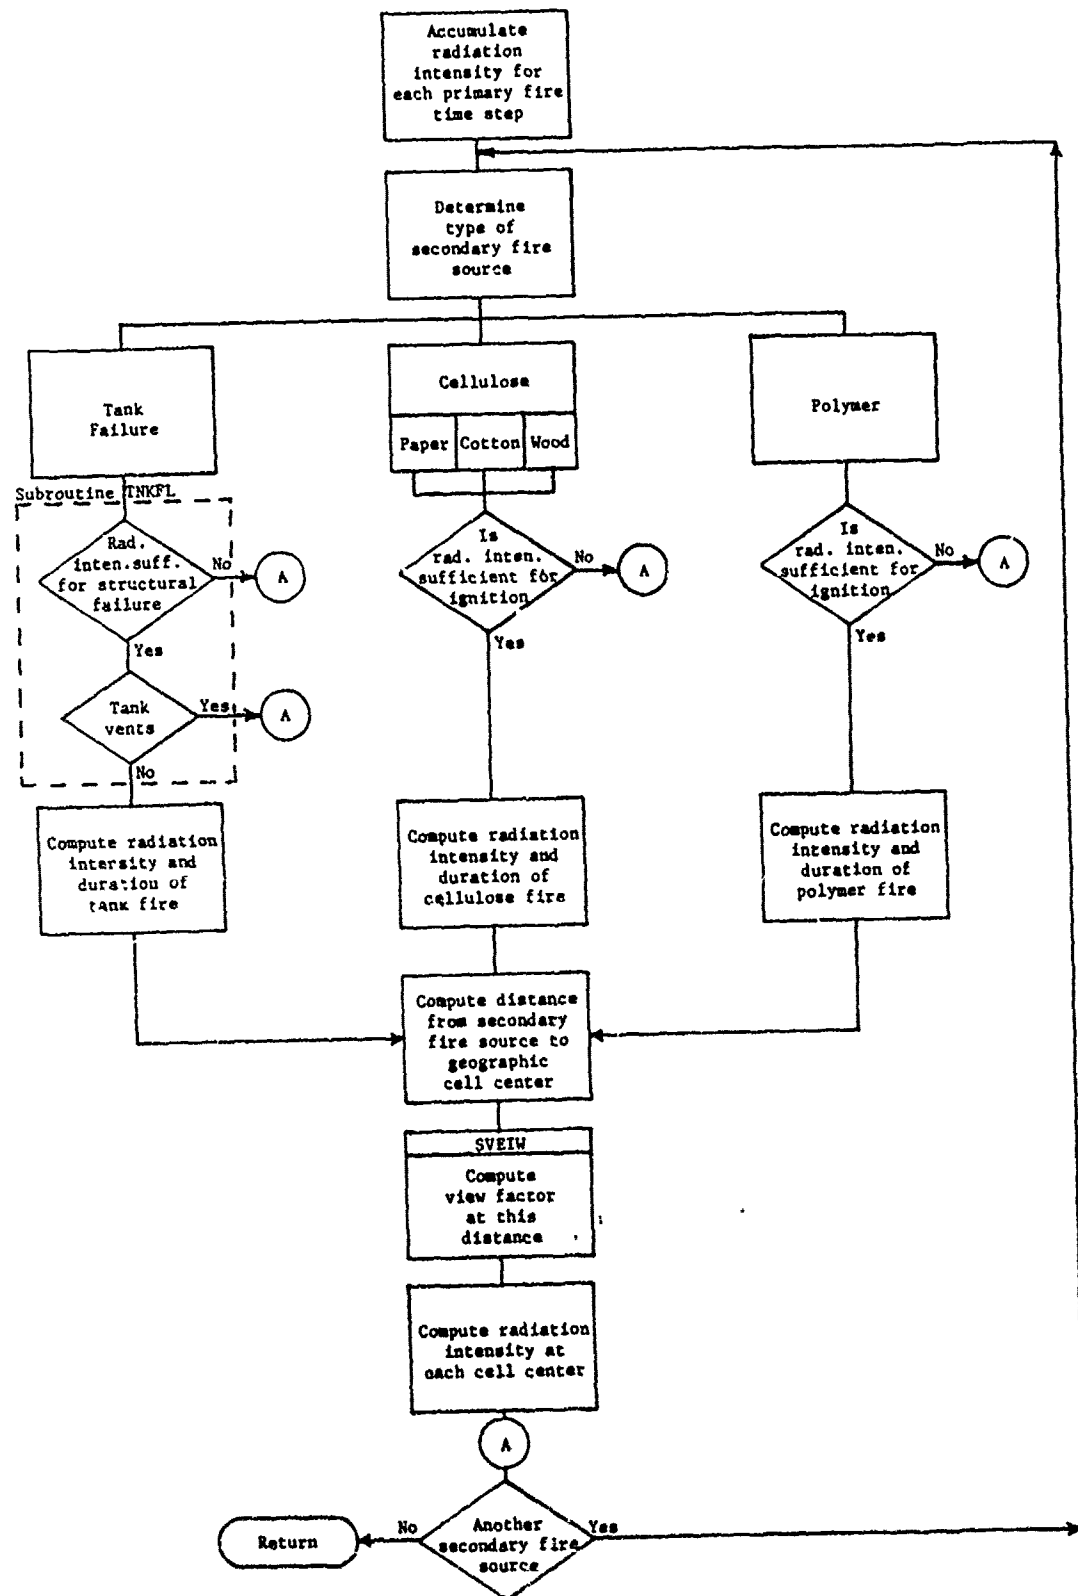 Accumulate
radiation
intensity for
each primary fire
time step
Determine
type of
secondary fire
source
Tank
Failure
Cellulose
Paper Cotton Wood
Polymer
Subroutine TNKFL
Rad.
inten.suff.
for structural
failure
No
A
Yes
Tank
vents
Yes
A
No
Is
rad. inten.
sufficient for
ignition
No
A
Yes
Is
rad. inten.
sufficient for
ignition
No
A
Yes
Compute radiation
intensity and
duration of
tank fire
Compute radiation
intensity and
duration of
cellulose fire
Compute radiation
intensity and
duration of
polymer fire
Compute distance
from secondary
fire source to
geographic
cell center
SVEIW
Compute
view factor
at this
distance
Compute radiation
intensity at
each cell center
A
Another
secondary fire
source
No
Yes
Return